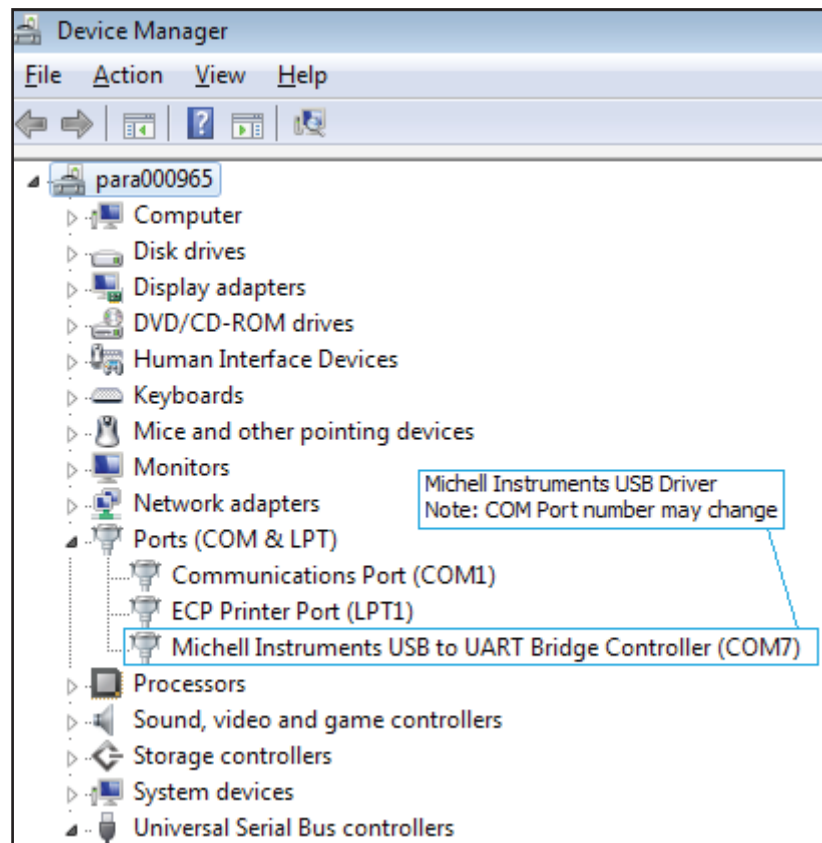 Device Manager
File Action View Help
para000965
Computer
Disk drives
Display adapters
DVD/CD-ROM drives
Human Interface Devices
Keyboards
Mice and other pointing devices
Monitors
Michell Instruments USB Driver
Note: COM Port number may change
Network adapters
Ports (COM & LPT)
Communications Port (COM1)
ECP Printer Port (LPT1)
Michell Instruments USB to UART Bridge Controller (COM7)
Processors
Sound, video and game controllers
Storage controllers
System devices
Universal Serial Bus controllers